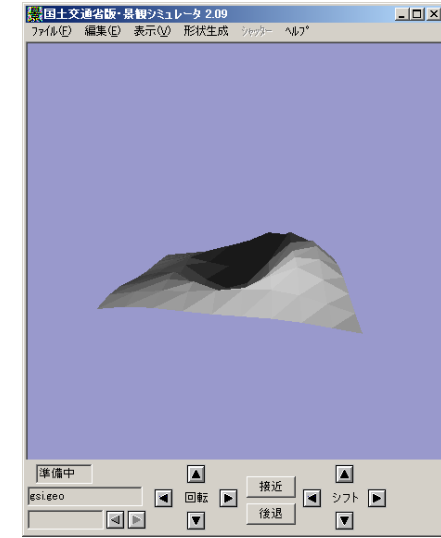 国土交通省版・景観シミュレータ 2.09
ファイル(F) 編集(E) 表示(V) 形状生成 シャッター ヘルプ
準備中
gsi.geo
回転
接近
後退
シフト